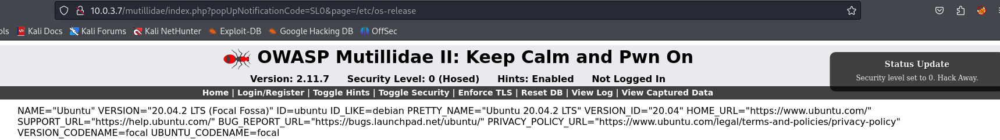 10.0.3.7/mutillidae/index.php?popUpNotificationCode=SL0&page=/etc/os-release
ols Kali Docs Kali Forums Kali NetHunter Exploit-DB Google Hacking DB OffSec
OWASP Mutillidae II: Keep Calm and Pwn On
Status Update
Version: 2.11.7 Security Level: 0 (Hosed) Hints: Enabled Not Logged In
Security level set to 0. Hack Away.
Home | Login/Register | Toggle Hints | Toggle Security | Enforce TLS | Reset DB | View Log | View Captured Data
NAME="Ubuntu" VERSION="20.04.2 LTS (Focal Fossa)" ID=ubuntu ID_LIKE=debian PRETTY_NAME="Ubuntu 20.04.2 LTS" VERSION_ID="20.04" HOME_URL="https://www.ubuntu.com/"
SUPPORT_URL="https://help.ubuntu.com/" BUG_REPORT_URL="https://bugs.launchpad.net/ubuntu/" PRIVACY_POLICY_URL="https://www.ubuntu.com/legal/terms-and-policies/privacy-policy"
VERSION_CODENAME=focal UBUNTU_CODENAME=focal